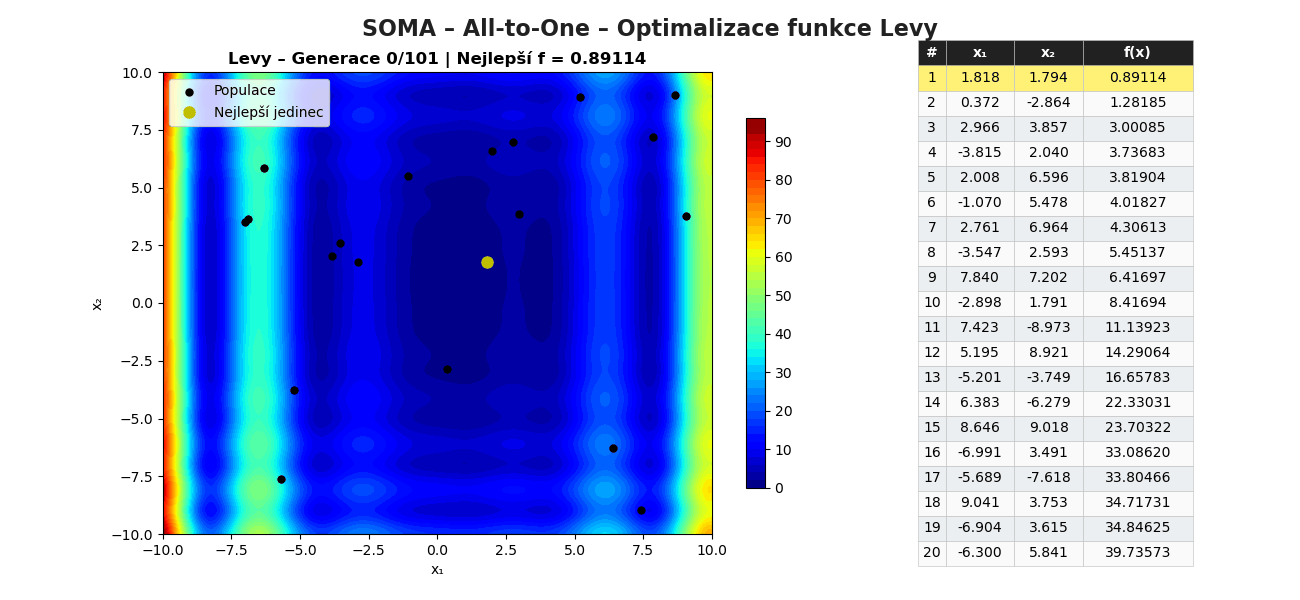 SOMA – All-to-One – Optimalizace funkce Levy
Levy – Generace 0/101 | Nejlepší f = 0.89114
Populace
Nejlepší jedinec
10.0
7.5
5.0
2.5
0.0
−2.5
−5.0
−7.5
−10.0
x₂
−10.0 −7.5 −5.0 −2.5 0.0 2.5 5.0 7.5 10.0
x₁
90
80
70
60
50
40
30
20
10
0
# x₁ x₂ f(x)
1 1.818 1.794 0.89114
2 0.372 -2.864 1.28185
3 2.966 3.857 3.00085
4 -3.815 2.040 3.73683
5 2.008 6.596 3.81904
6 -1.070 5.478 4.01827
7 2.761 6.964 4.30613
8 -3.547 2.593 5.45137
9 7.840 7.202 6.41697
10 -2.898 1.791 8.41694
11 7.423 -8.973 11.13923
12 5.195 8.921 14.29064
13 -5.201 -3.749 16.65783
14 6.383 -6.279 22.33031
15 8.646 9.018 23.70322
16 -6.991 3.491 33.08620
17 -5.689 -7.618 33.80466
18 9.041 3.753 34.71731
19 -6.904 3.615 34.84625
20 -6.300 5.841 39.73573